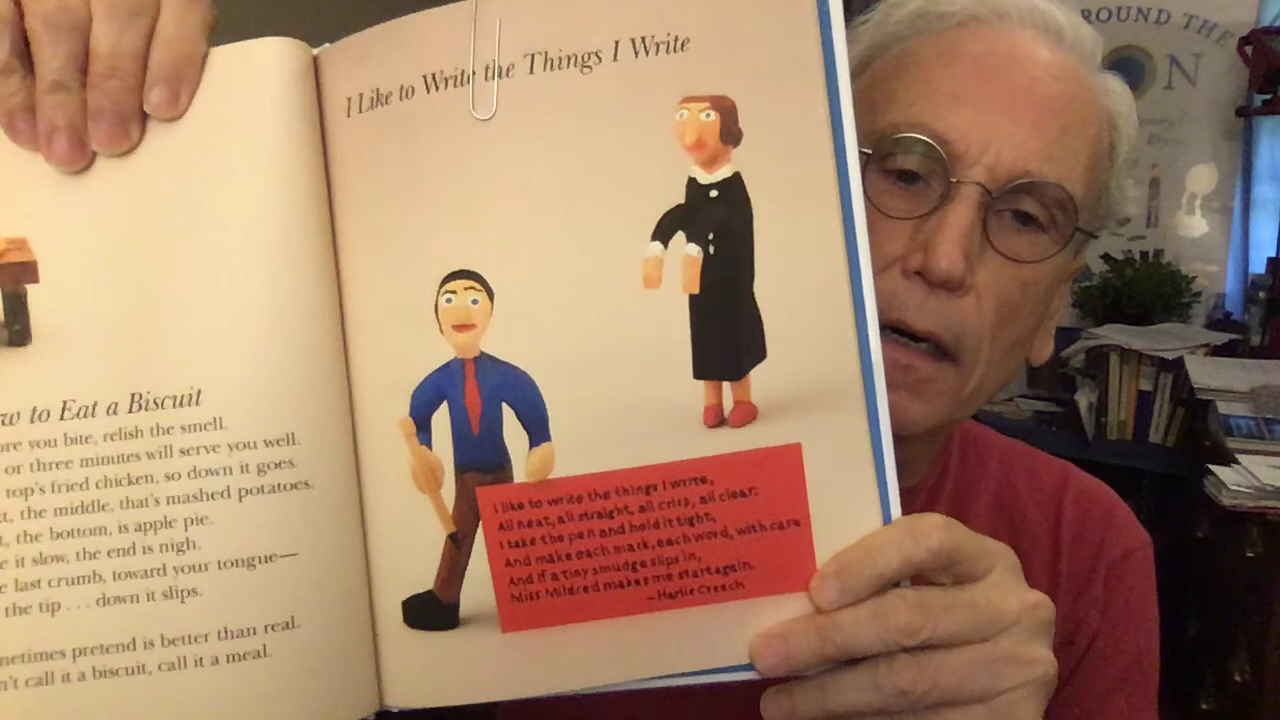 How to Eat a Biscuit
you bite, relish the smell.
or three minutes will serve you well.
top's fried chicken, so down it goes.
the middle, that's mashed potatoes.
the bottom, is apple pie.
it slow, the end is nigh.
last crumb, toward your tongue—
the tip . . . down it slips.
pretend is better than real.
call it a biscuit, call it a meal.
I Like to Write the Things I Write
I like to write the things I write,
All neat, all straight, all crisp, all clear.
I take the pen and hold it tight,
And make each mark, each word, with care
And if a tiny smudge slips in,
Miss Mildred makes me start again.
—Harlie Creech
ROUND THE
ON